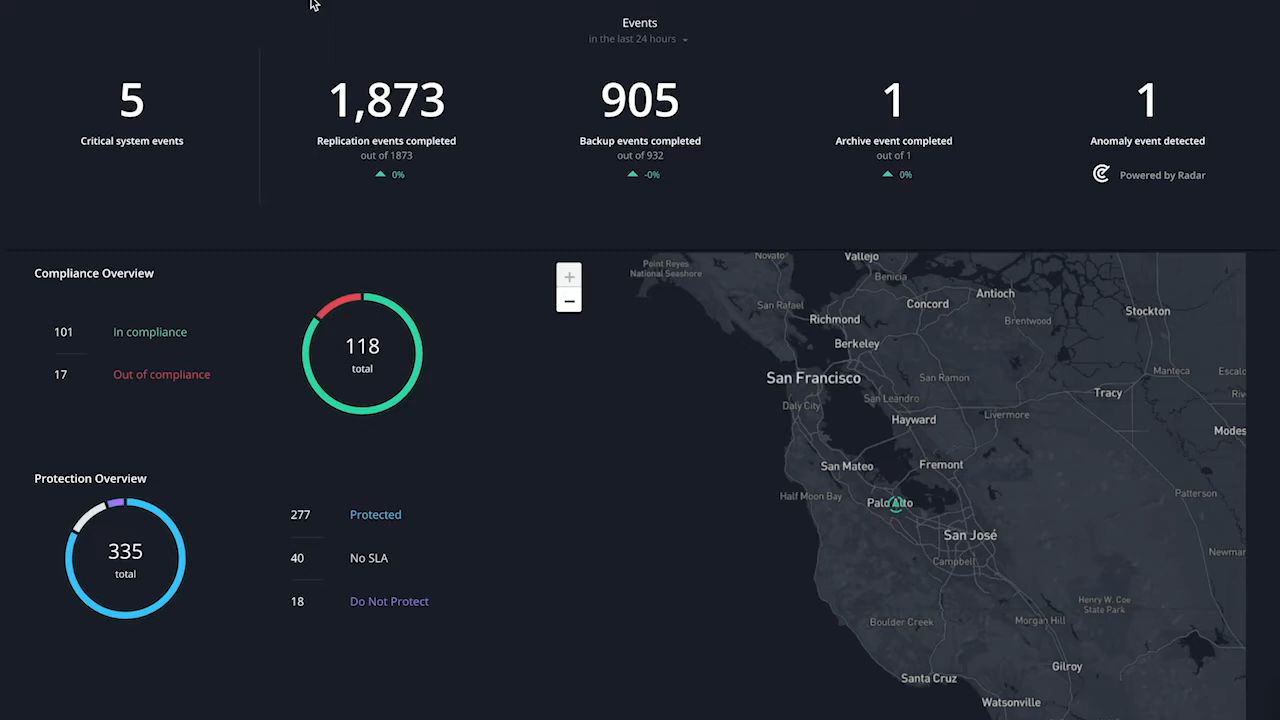 Events
in the last 24 hours
5
Critical system events
1,873
Replication events completed
out of 1873
0%
905
Backup events completed
out of 932
-0%
1
Archive event completed
out of 1
0%
1
Anomaly event detected
Powered by Radar
Compliance Overview
101 In compliance
17 Out of compliance
118
total
Protection Overview
335
total
277 Protected
40 No SLA
18 Do Not Protect
+
−
Point Reyes
National Seashore
Novato
Vallejo
Benicia
San Rafael
Concord
Antioch
Richmond
Brentwood
Stockton
Berkeley
San Francisco
San Ramon
Manteca
Escalo
Daly City
San Leandro
Tracy
Riv
Hayward
Livermore
Modes
San Mateo
Fremont
Half Moon Bay
Palo Alto
Patterson
San José
Campbell
Newman
Henry W. Coe
State Park
Boulder Creek
Morgan Hill
Gilroy
Santa Cruz
Watsonville